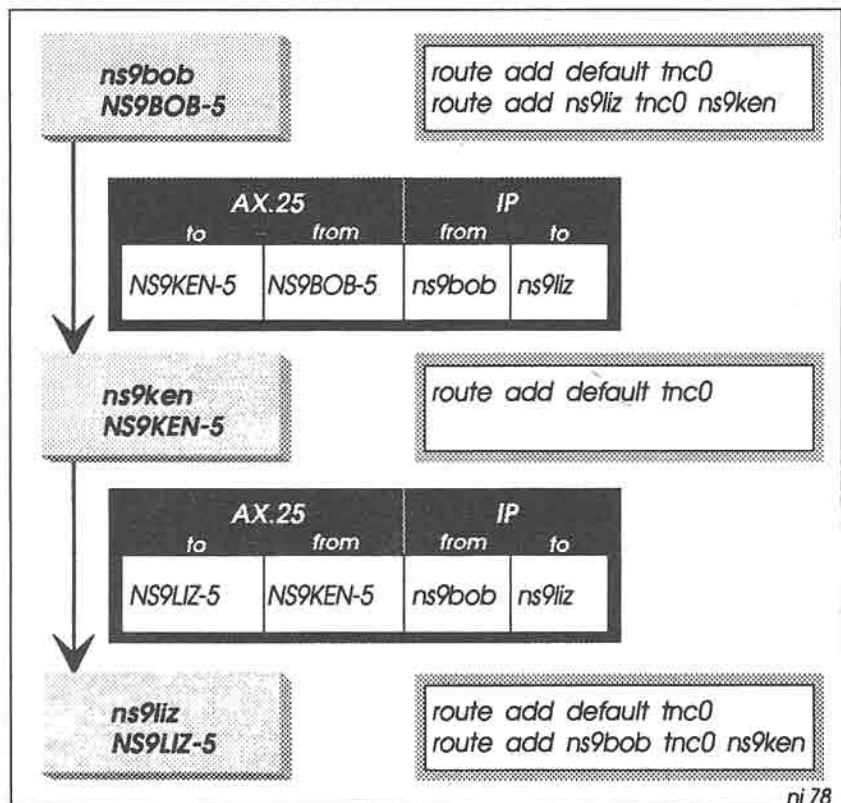 ns9bob
NS9BOB-5
route add default tnc0
route add ns9liz tnc0 ns9ken
AX.25 IP
to from from to
NS9KEN-5 NS9BOB-5 ns9bob ns9liz
ns9ken
NS9KEN-5
route add default tnc0
AX.25 IP
to from from to
NS9LIZ-5 NS9KEN-5 ns9bob ns9liz
ns9liz
NS9LIZ-5
route add default tnc0
route add ns9bob tnc0 ns9ken
ni 78